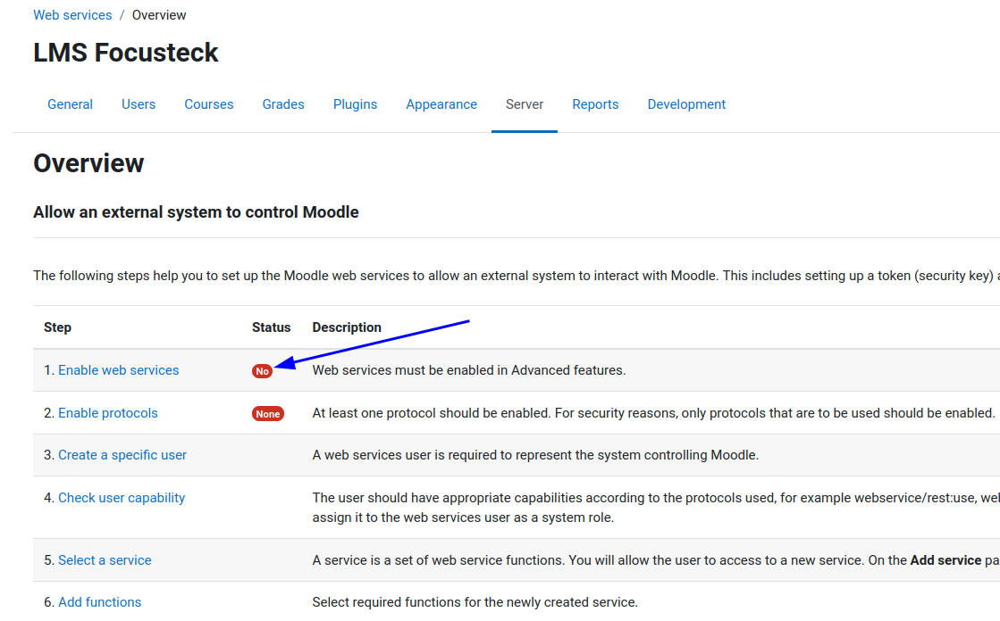 Web services / Overview
LMS Focusteck
General Users Courses Grades Plugins Appearance Server Reports Development
Overview
Allow an external system to control Moodle
The following steps help you to set up the Moodle web services to allow an external system to interact with Moodle. This includes setting up a token (security key)
Step Status Description
1. Enable web services No Web services must be enabled in Advanced features.
2. Enable protocols None At least one protocol should be enabled. For security reasons, only protocols that are to be used should be enabled.
3. Create a specific user A web services user is required to represent the system controlling Moodle.
4. Check user capability The user should have appropriate capabilities according to the protocols used, for example webservice/rest:use,
assign it to the web services user as a system role.
5. Select a service A service is a set of web service functions. You will allow the user to access to a new service. On the Add service
6. Add functions Select required functions for the newly created service.